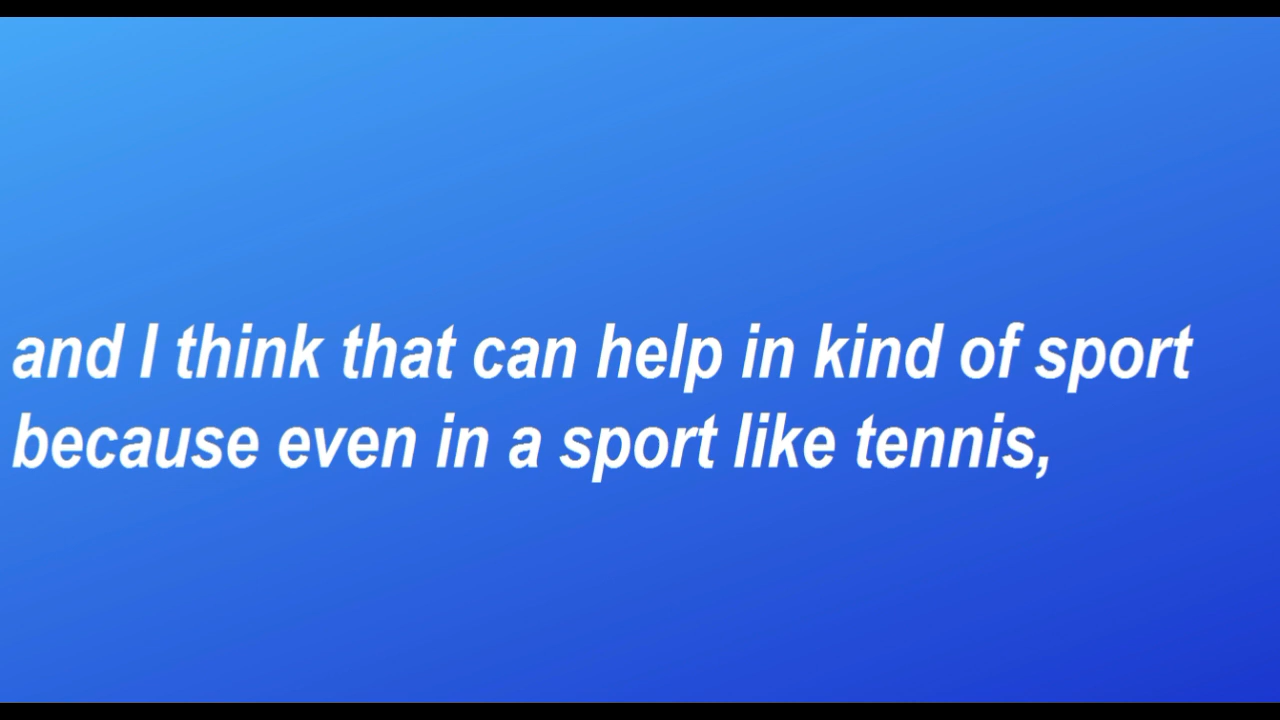 and I think that can help in kind of sport
because even in a sport like tennis,